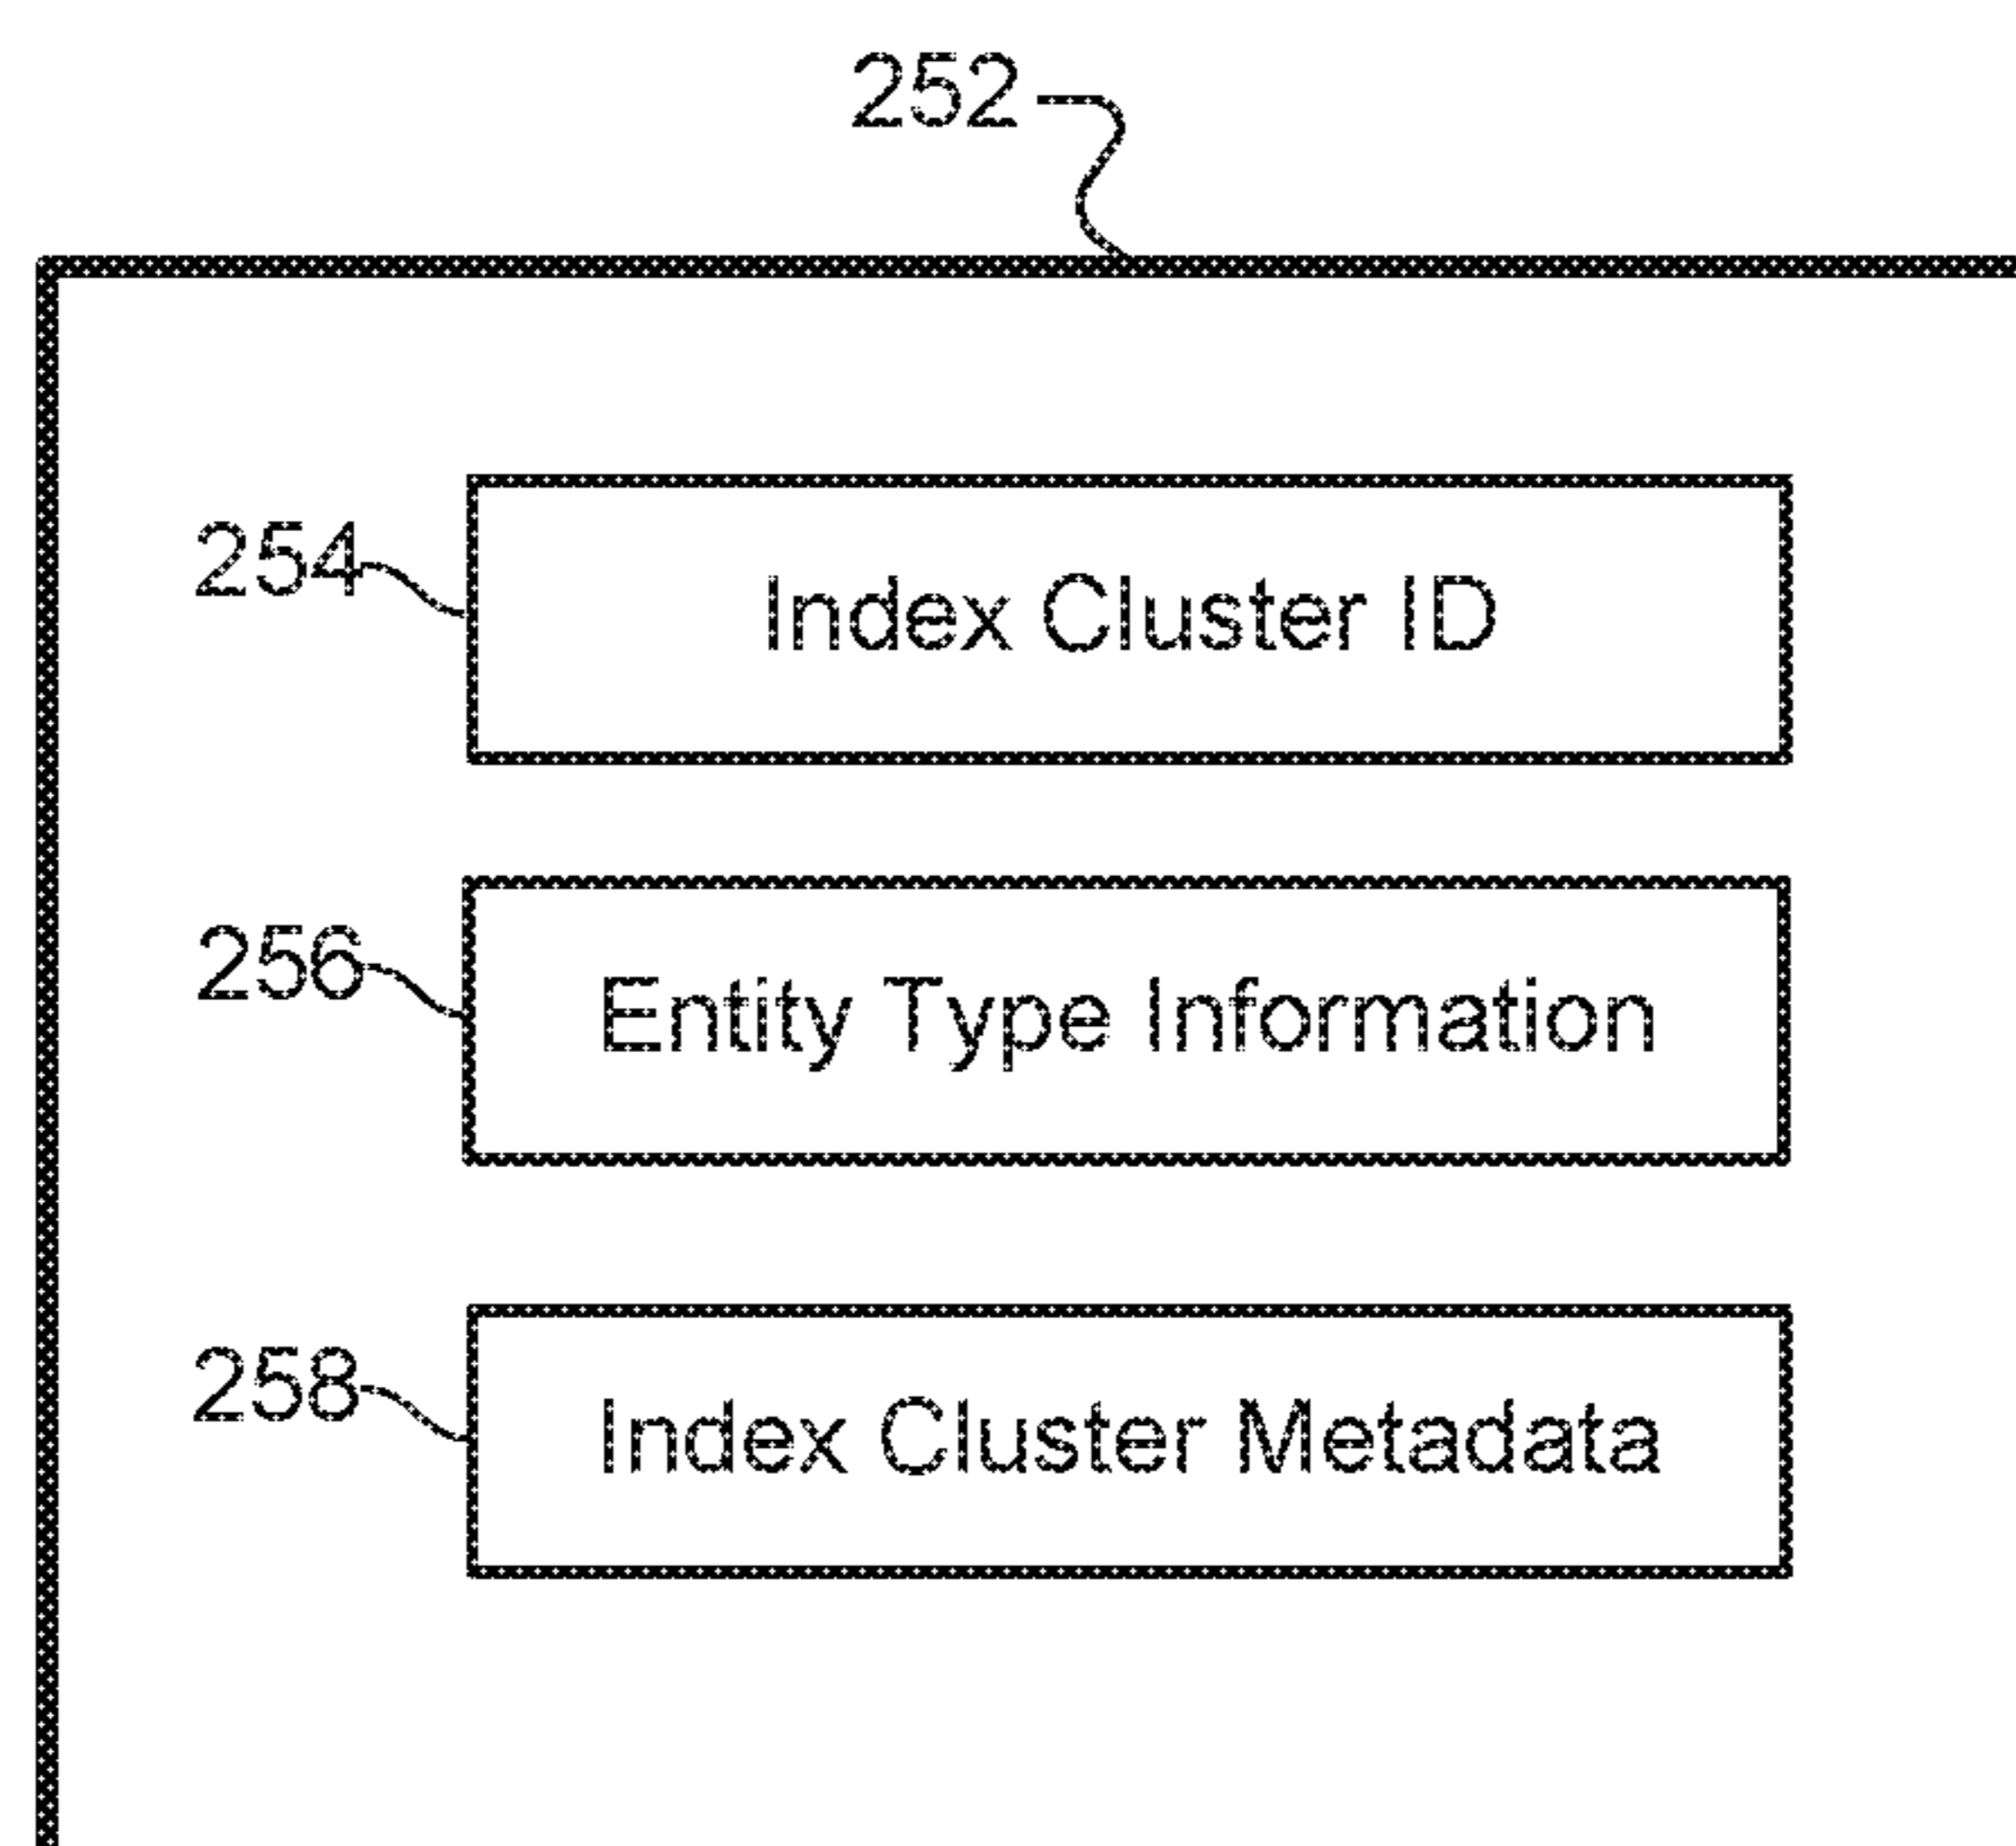 252
254
Index Cluster ID
256
Entity Type Information
258
Index Cluster Metadata